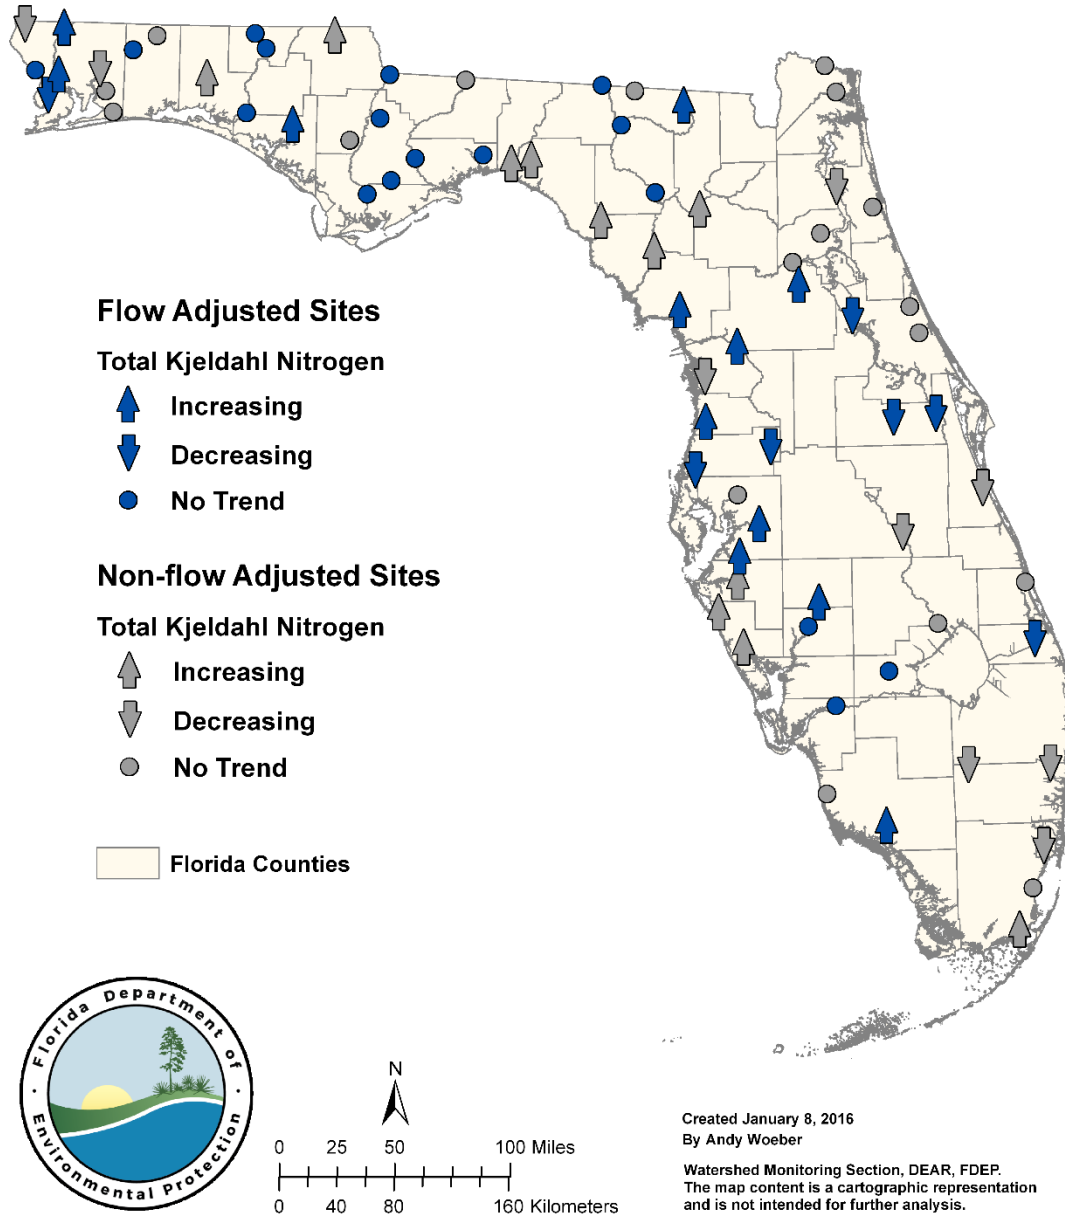 Flow Adjusted Sites
Total Kjeldahl Nitrogen
Increasing
Decreasing
No Trend
Non-flow Adjusted Sites
Total Kjeldahl Nitrogen
Increasing
Decreasing
No Trend
Florida Counties
Florida Department of
Environmental Protection
N
0 25 50 100 Miles
0 40 80 160 Kilometers
Created January 8, 2016
By Andy Woeber
Watershed Monitoring Section, DEAR, FDEP.
The map content is a cartographic representation
and is not intended for further analysis.